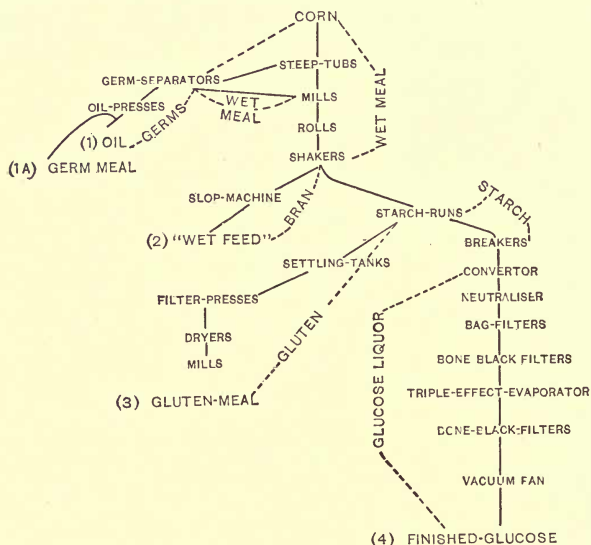 CORN
STEEP-TUBS
GERM-SEPARATORS
WET MEAL
MILLS
WET MEAL
OIL-PRESSES
GERMS
(1) OIL
ROLLS
(1A) GERM MEAL
SHAKERS
SLOP-MACHINE
BRAN
STARCH-RUNS
STARCH
(2) "WET FEED"
BREAKERS
SETTLING-TANKS
CONVERTOR
FILTER-PRESSES
NEUTRALISER
GLUTEN
GLUCOSE LIQUOR
BAG-FILTERS
DRYERS
MILLS
BONE BLACK FILTERS
(3) GLUTEN-MEAL
TRIPLE-EFFECT-EVAPORATOR
BONE-BLACK-FILTERS
VACUUM FAN
(4) FINISHED-GLUCOSE